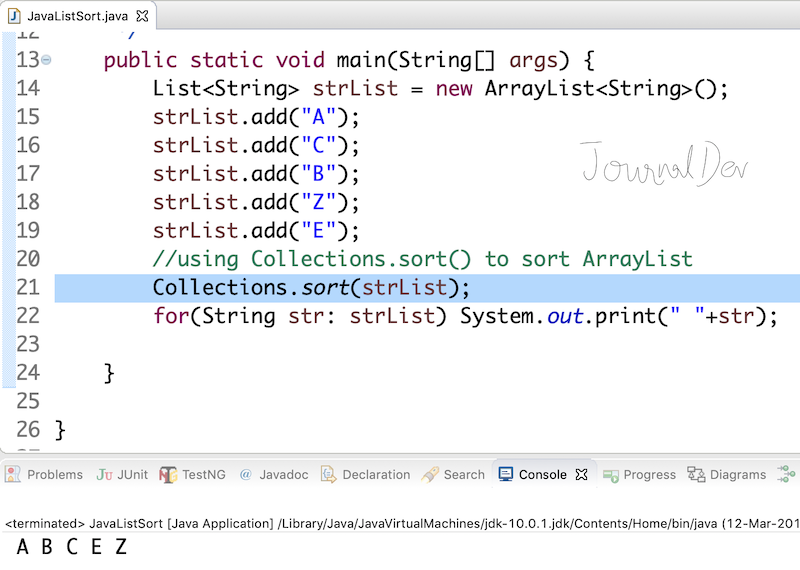 JavaListSort.java
13 public static void main(String[] args) {
14 List<String> strList = new ArrayList<String>();
15 strList.add("A");
16 strList.add("C");
17 strList.add("B");
18 strList.add("Z");
19 strList.add("E");
JournalDev
20 //using Collections.sort() to sort ArrayList
21 Collections.sort(strList);
22 for(String str: strList) System.out.print(" "+str);
23
24 }
25
26 }
Problems JUnit TestNG @ Javadoc Declaration Search Console Progress Diagrams
<terminated> JavaListSort [Java Application] /Library/Java/JavaVirtualMachines/jdk-10.0.1.jdk/Contents/Home/bin/java (12-Mar-201
A B C E Z